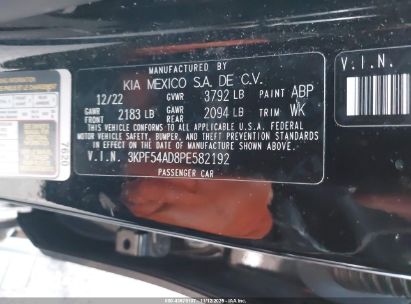 MANUFACTURED BY
KIA MEXICO S.A. DE C.V.
12/22 GVWR 3792 LB PAINT ABP
GAWR FRONT 2183 LB GAWR REAR 2094 LB TRIM WK
THIS VEHICLE CONFORMS TO ALL APPLICABLE U.S.A. FEDERAL
MOTOR VEHICLE SAFETY, BUMPER, AND THEFT PREVENTION STANDARDS
IN EFFECT ON THE DATE OF MANUFACTURE SHOWN ABOVE
V.I.N. 3KPF54AD8PE582192
PASSENGER CAR
V.I.N.